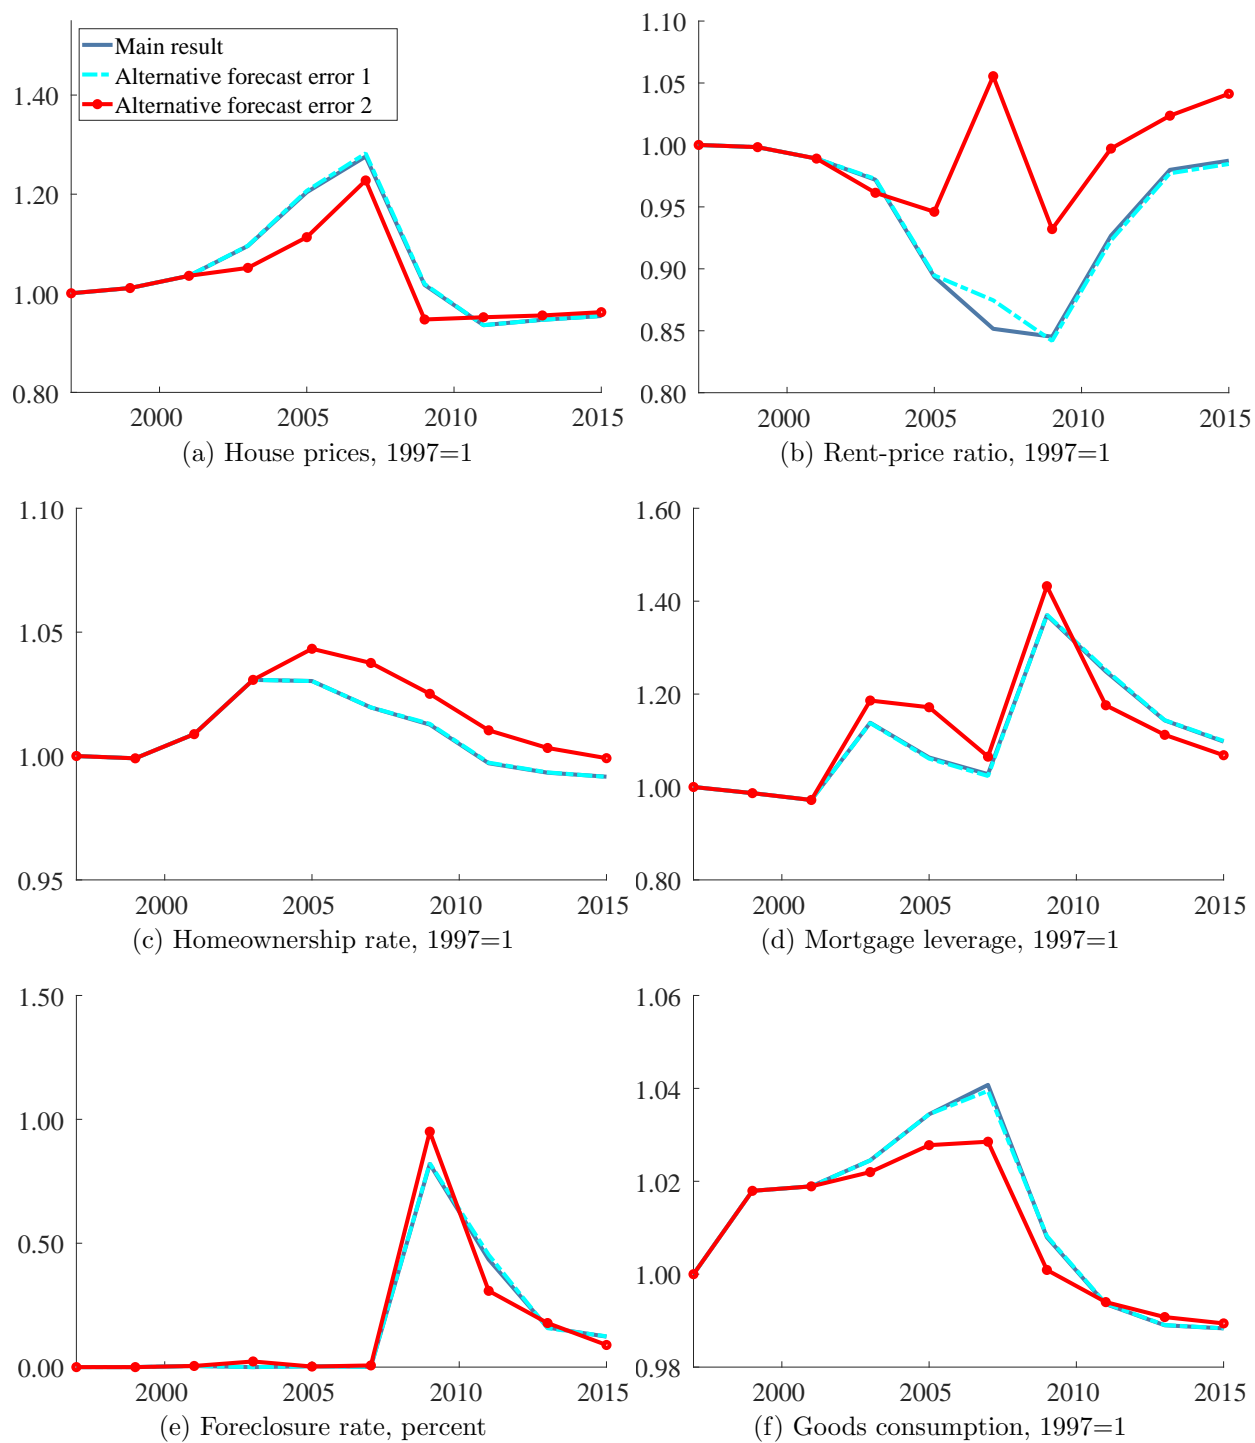 Main result
Alternative forecast error 1
Alternative forecast error 2
1.40
1.20
1.00
0.80
2000 2005 2010 2015
(a) House prices, 1997=1
1.10
1.05
1.00
0.95
0.90
0.85
0.80
2000 2005 2010 2015
(b) Rent-price ratio, 1997=1
1.10
1.05
1.00
0.95
2000 2005 2010 2015
(c) Homeownership rate, 1997=1
1.60
1.40
1.20
1.00
0.80
2000 2005 2010 2015
(d) Mortgage leverage, 1997=1
1.50
1.00
0.50
0.00
2000 2005 2010 2015
(e) Foreclosure rate, percent
1.06
1.04
1.02
1.00
0.98
2000 2005 2010 2015
(f) Goods consumption, 1997=1